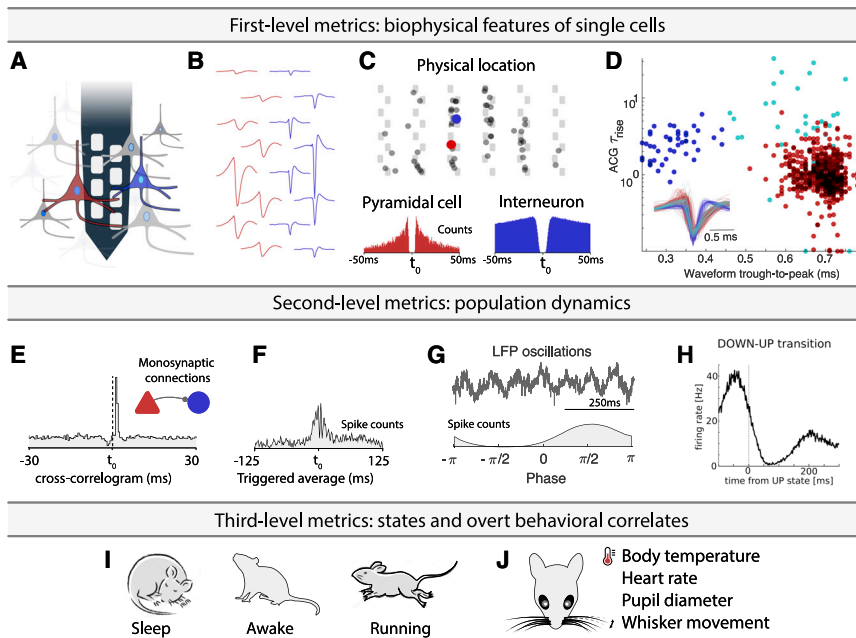 First-level metrics: biophysical features of single cells
A
B
C
Physical location
Pyramidal cell
Counts
-50ms
t0
50ms
Interneuron
-50ms
t0
50ms
D
ACG τrise
10^1
10^0
0.5 ms
0.3
0.4
0.5
0.6
0.7
Waveform trough-to-peak (ms)
Second-level metrics: population dynamics
E
Monosynaptic
connections
-30
t0
31
cross-correlogram (ms)
F
Spike counts
-125
t0
125
Triggered average (ms)
G
LFP oscillations
250ms
Spike counts
-π
-π/2
0
π/2
π
Phase
H
DOWN-UP transition
firing rate [Hz]
40
20
0
0
200
time from UP state [ms]
Third-level metrics: states and overt behavioral correlates
I
Sleep
Awake
Running
J
Body temperature
Heart rate
Pupil diameter
Whisker movement